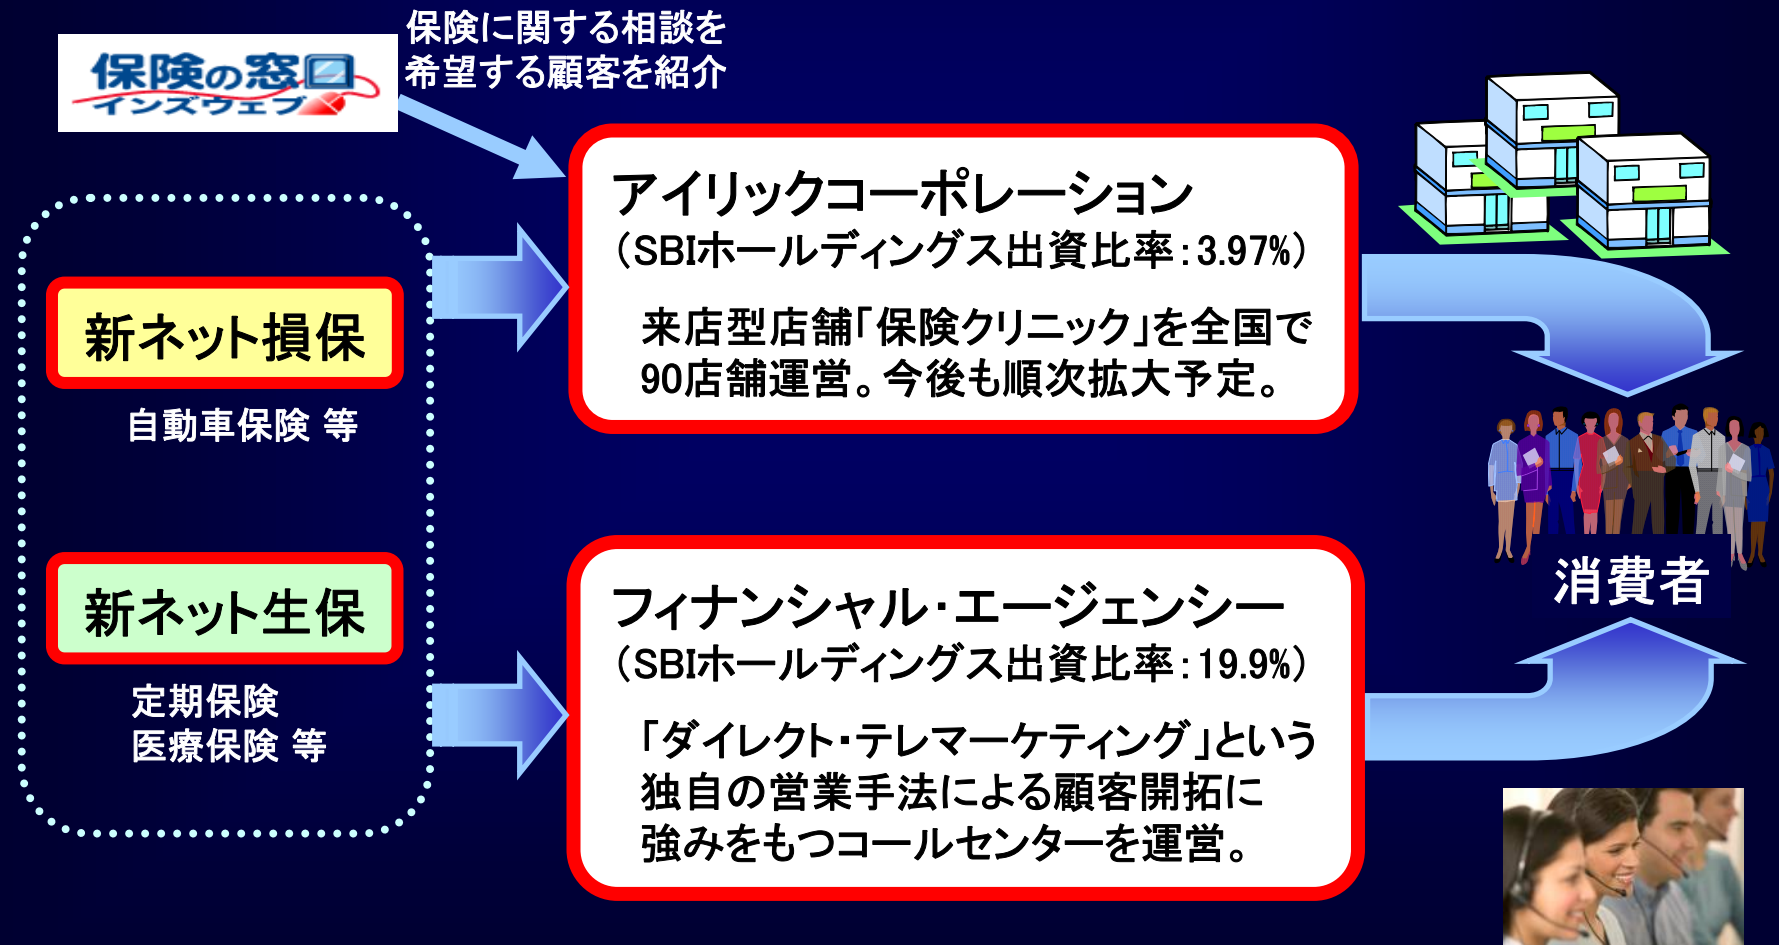 保険の窓口
インズウェブ
保険に関する相談を
希望する顧客を紹介
アイリックコーポレーション
（SBIホールディングス出資比率：3.97%）
来店型店舗「保険クリニック」を全国で
90店舗運営。今後も順次拡大予定。
新ネット損保
自動車保険 等
新ネット生保
定期保険
医療保険 等
フィナンシャル・エージェンシー
（SBIホールディングス出資比率：19.9%）
「ダイレクト・テレマーケティング」という
独自の営業手法による顧客開拓に
強みをもつコールセンターを運営。
消費者